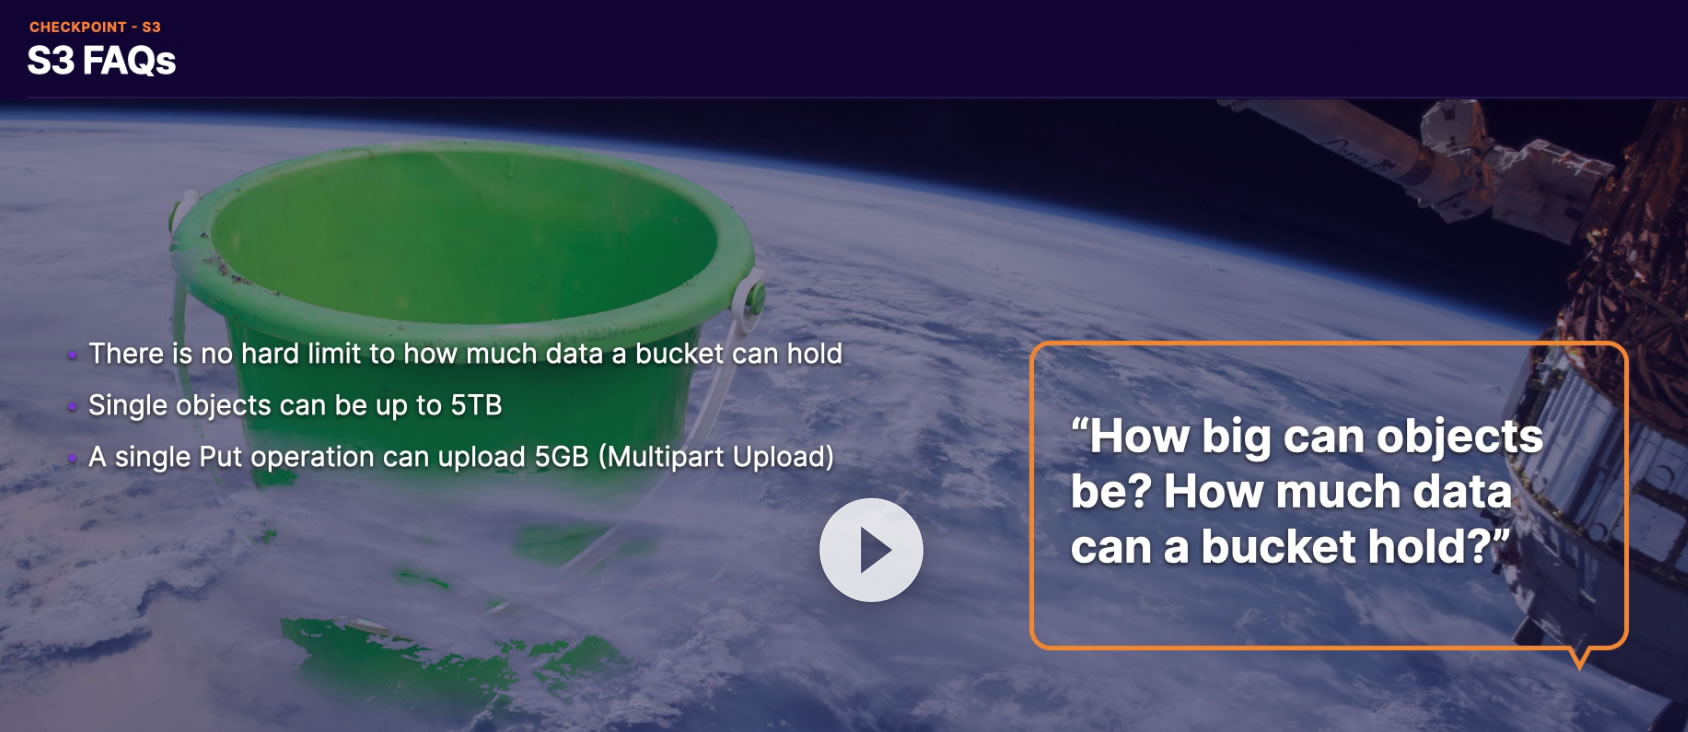 CHECKPOINT - S3
S3 FAQs
• There is no hard limit to how much data a bucket can hold
• Single objects can be up to 5TB
• A single Put operation can upload 5GB (Multipart Upload)
“How big can objects
be? How much data
can a bucket hold?”